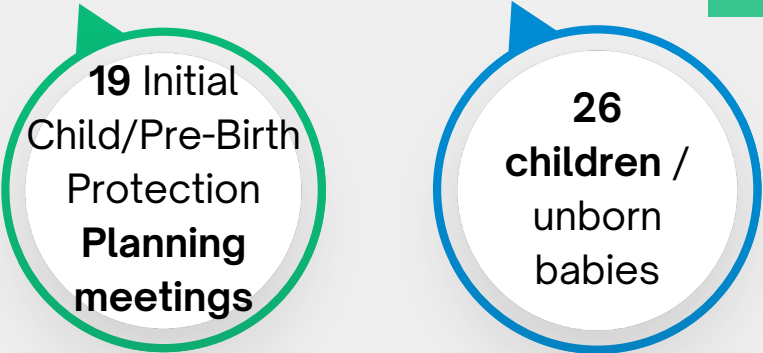 19 Initial
Child/Pre-Birth
Protection
Planning
meetings
26
children /
unborn
babies